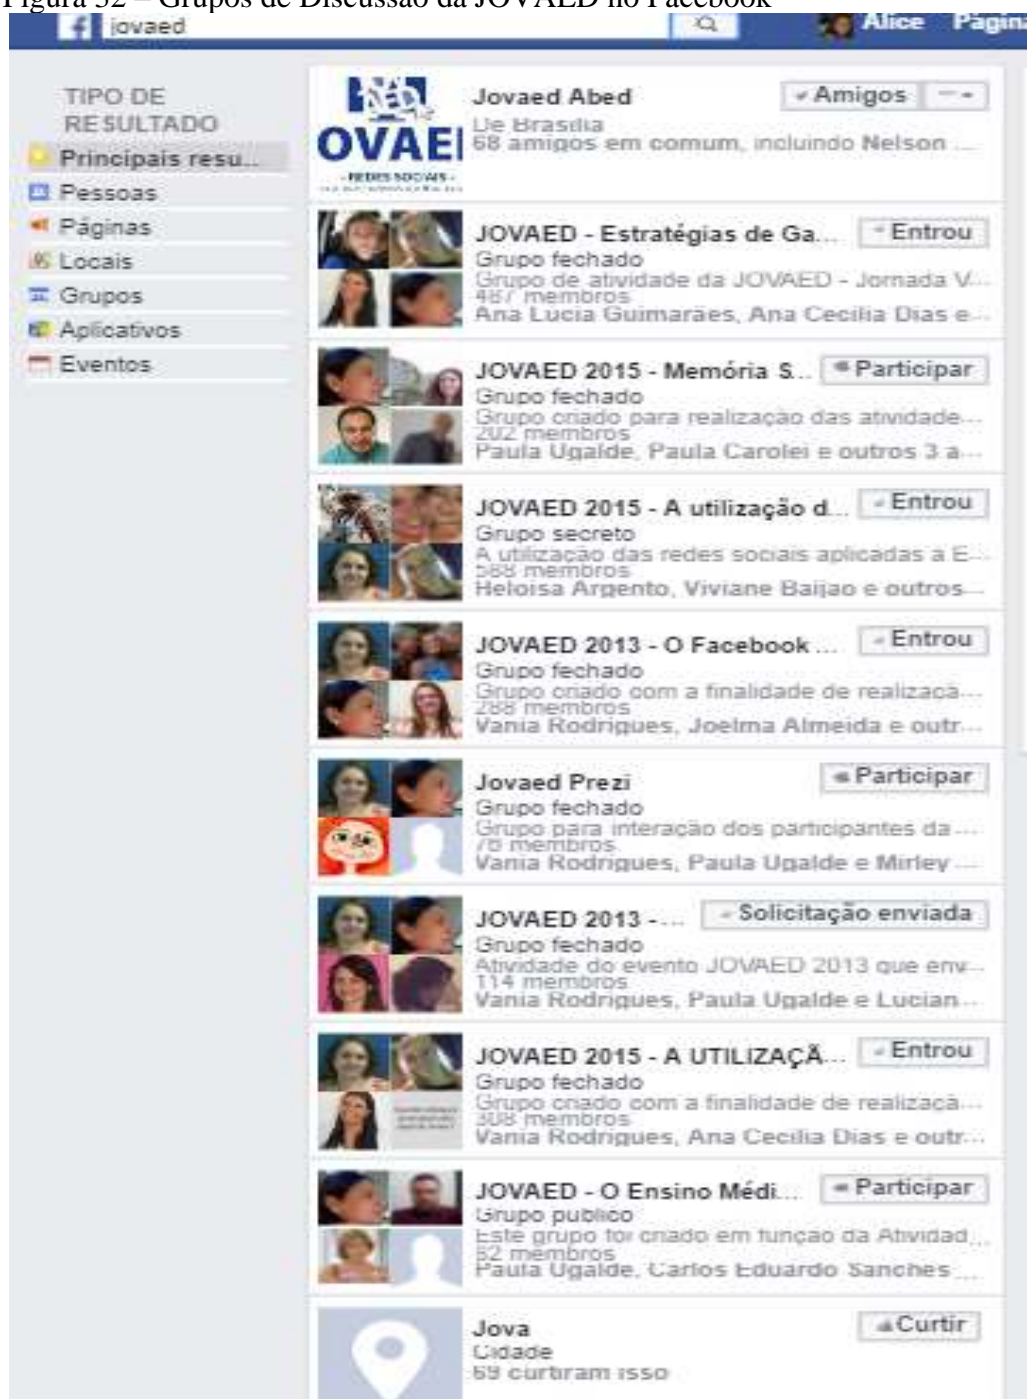 Figura 32 – Grupos de Discussão da JOVAED no Facebook
jovaed
Alice Página
TIPO DE
RESULTADO
Principais resu...
Pessoas
Páginas
Locais
Grupos
Aplicativos
Eventos
OVAE
- REDES SOCIAIS -
Jovaed Abed
Amigos
De Brasília
68 amigos em comum, incluindo Nelson ...
JOVAED - Estratégias de Ga...
Entrou
Grupo fechado
Grupo de atividade da JOVAED - Jornada V...
487 membros
Ana Lucia Guimarães, Ana Cecília Dias e...
JOVAED 2015 - Memória S...
Participar
Grupo fechado
Grupo criado para realização das atividade...
202 membros
Paula Ugalde, Paula Carolei e outros 3 a...
JOVAED 2015 - A utilização d...
Entrou
Grupo secreto
A utilização das redes sociais aplicadas a E...
588 membros
Heloisa Argento, Viviane Baijao e outros...
JOVAED 2013 - O Facebook ...
Entrou
Grupo fechado
Grupo criado com a finalidade de realizaçã...
288 membros
Vania Rodrigues, Joelma Almeida e outr...
Jovaed Prezi
Participar
Grupo fechado
Grupo para interação dos participantes da ...
membros
Vania Rodrigues, Paula Ugalde e Mirley ...
JOVAED 2013 - ...
Solicitação enviada
Grupo fechado
Atividade do evento JOVAED 2013 que env...
114 membros
Vania Rodrigues, Paula Ugalde e Lucian...
JOVAED 2015 - A UTILIZAÇÃ...
Entrou
Grupo fechado
Grupo criado com a finalidade de realizaçã...
308 membros
Vania Rodrigues, Ana Cecília Dias e outr...
JOVAED - O Ensino Médi...
Participar
Grupo público
Este grupo foi criado em função da Atividad...
membros
Paula Ugalde, Carlos Eduardo Sanches ...
Jova
Curtir
Cidade
69 curtiram isso